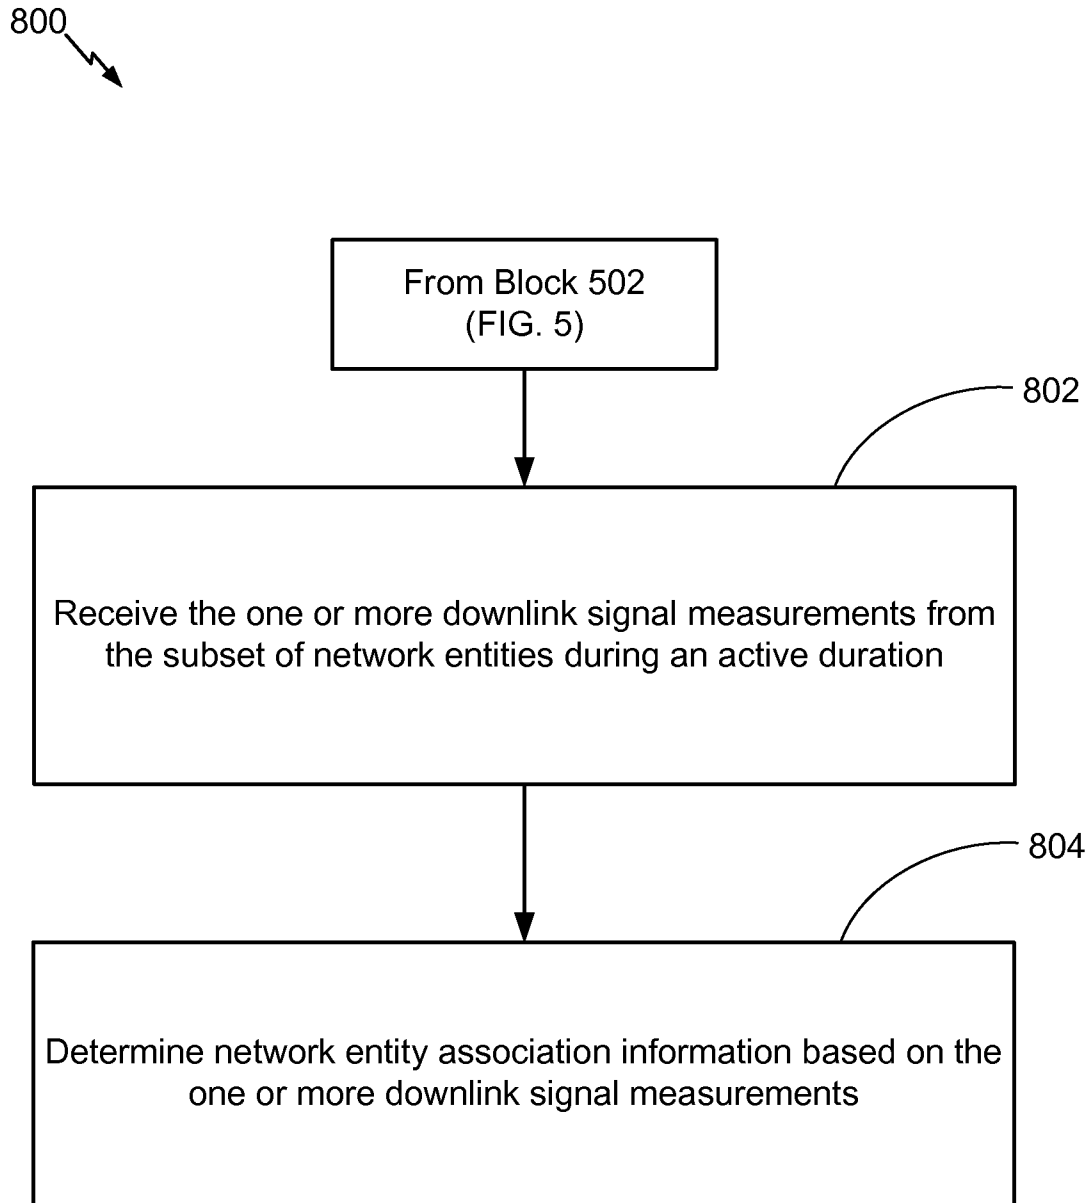 800
From Block 502
(FIG. 5)
802
Receive the one or more downlink signal measurements from
the subset of network entities during an active duration
804
Determine network entity association information based on the
one or more downlink signal measurements